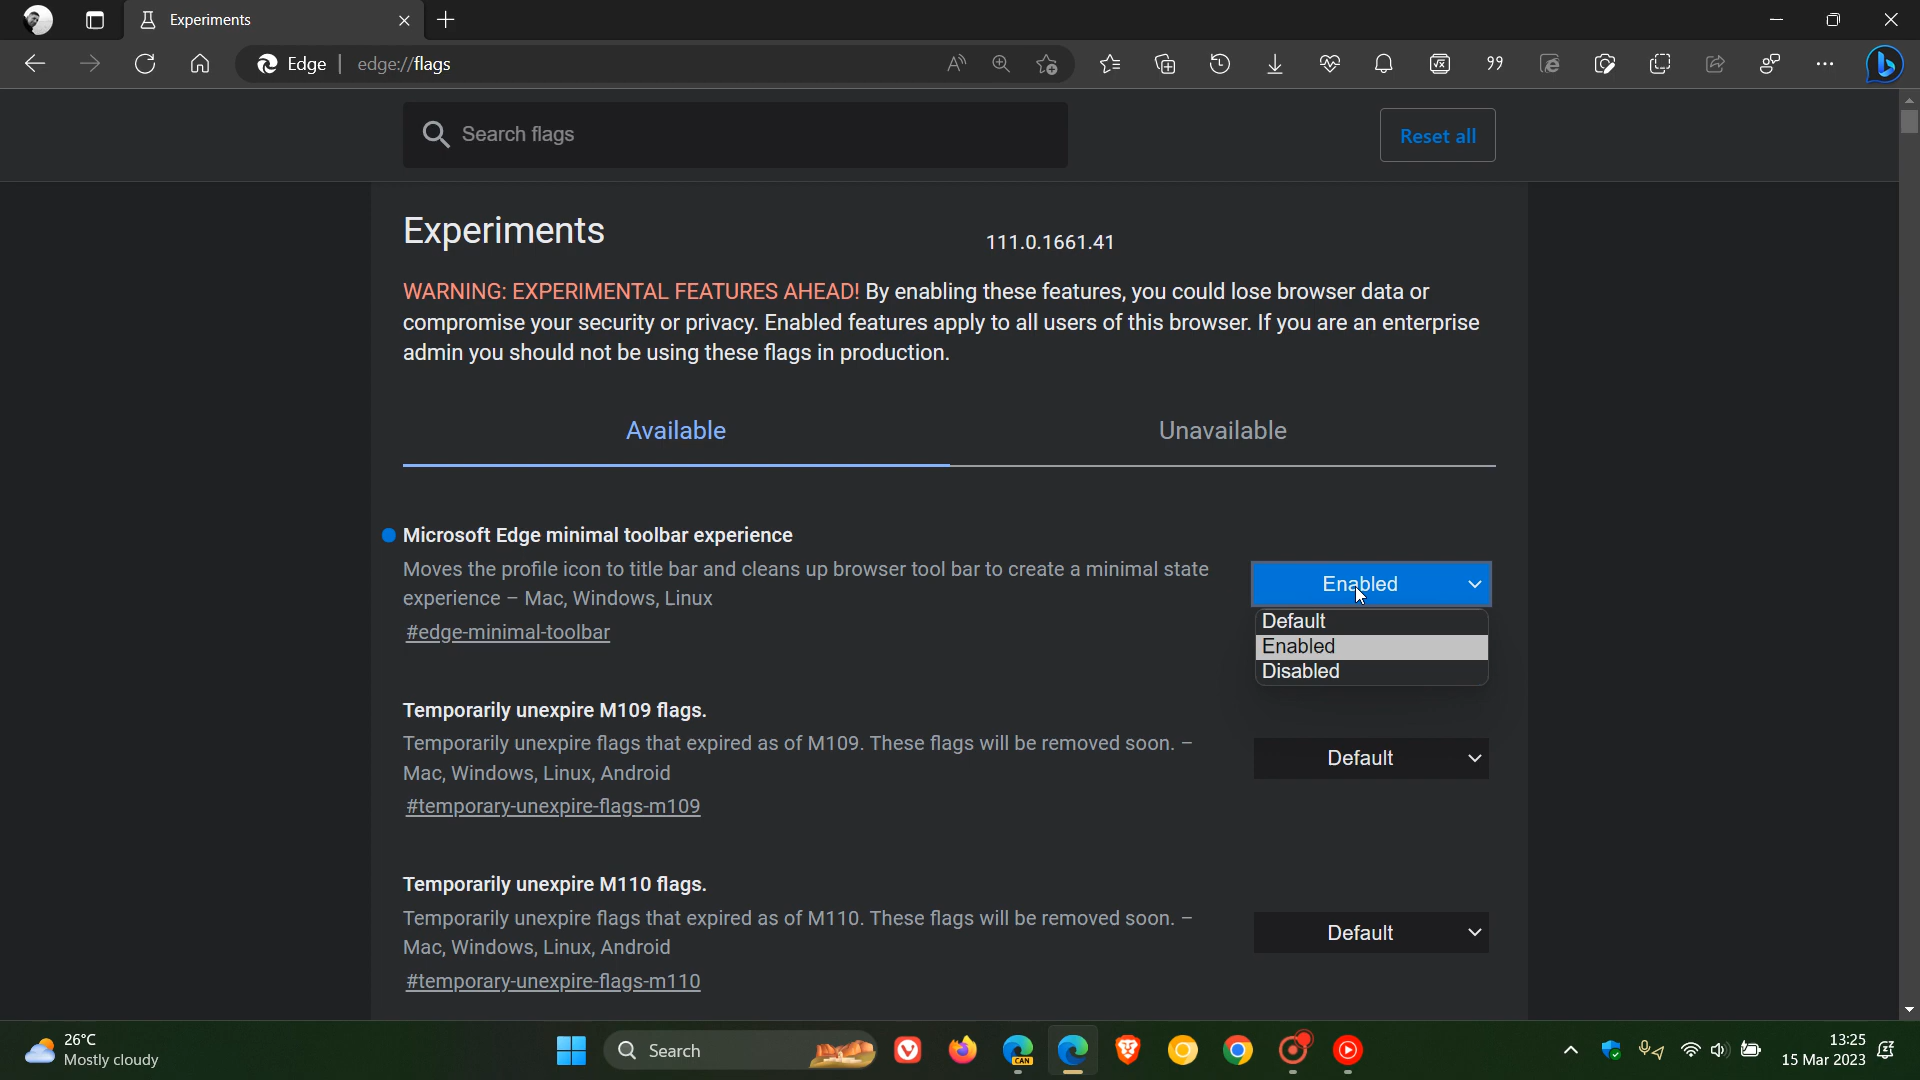 Experiments
Edge
edge://flags
Search flags
Reset all
Experiments
111.0.1661.41
WARNING: EXPERIMENTAL FEATURES AHEAD! By enabling these features, you could lose browser data or
compromise your security or privacy. Enabled features apply to all users of this browser. If you are an enterprise
admin you should not be using these flags in production.
Available
Unavailable
Microsoft Edge minimal toolbar experience
Moves the profile icon to title bar and cleans up browser tool bar to create a minimal state
experience – Mac, Windows, Linux
#edge-minimal-toolbar
Enabled
Default
Enabled
Disabled
Temporarily unexpire M109 flags.
Temporarily unexpire flags that expired as of M109. These flags will be removed soon. –
Mac, Windows, Linux, Android
#temporary-unexpire-flags-m109
Default
Temporarily unexpire M110 flags.
Temporarily unexpire flags that expired as of M110. These flags will be removed soon. –
Mac, Windows, Linux, Android
#temporary-unexpire-flags-m110
Default
26°C
Mostly cloudy
Search
CAN
13:25
15 Mar 2023